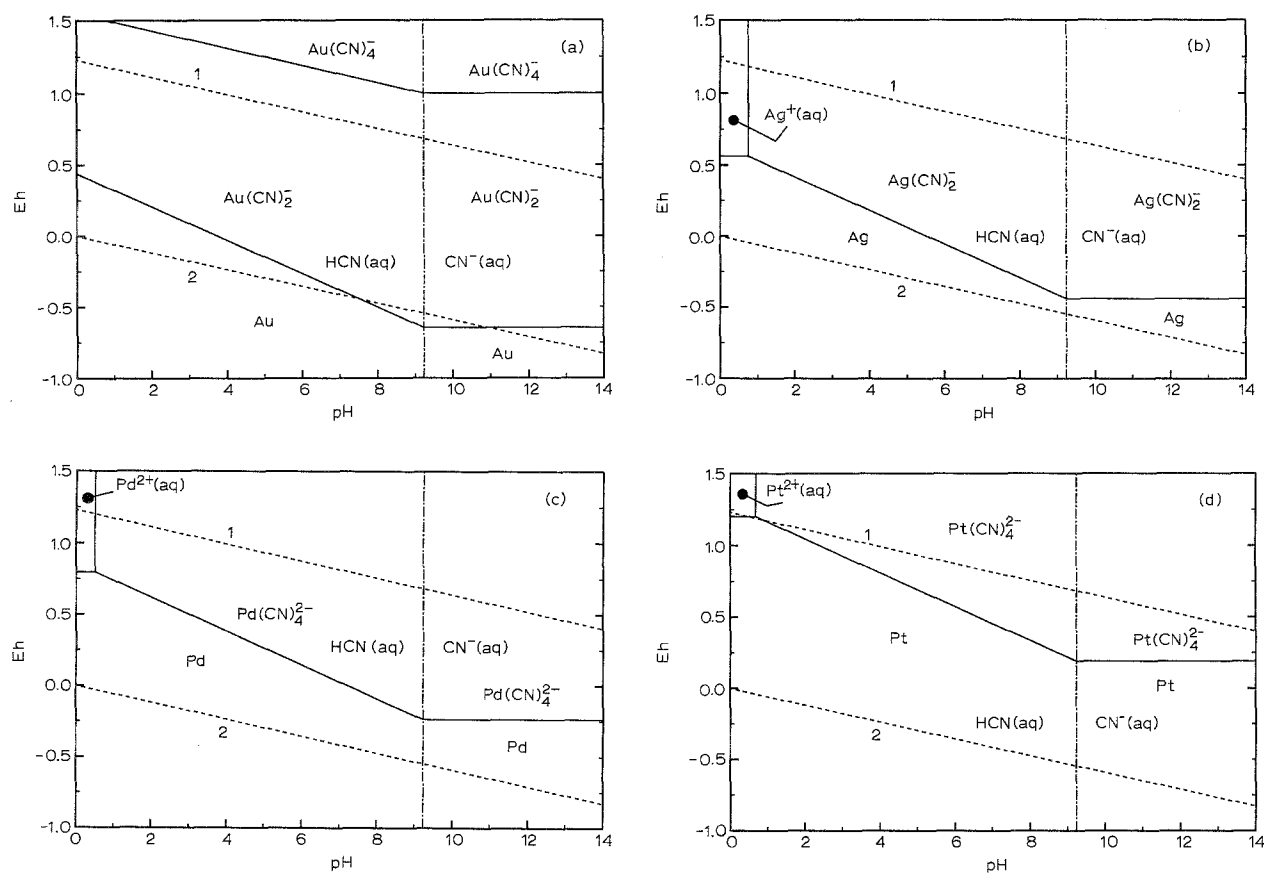 (a)
1.5
1.0
0.5
0.0
-0.5
-1.0
Eh
Au(CN)₄⁻
Au(CN)₄⁻
1
Au(CN)₂⁻
Au(CN)₂⁻
HCN(aq)
CN⁻(aq)
2
Au
Au
0 2 4 6 8 10 12 14
pH
(b)
1.5
1.0
0.5
0.0
-0.5
-1.0
Eh
1
Ag⁺(aq)
Ag(CN)₂⁻
Ag(CN)₂⁻
Ag
HCN(aq)
CN⁻(aq)
2
Ag
0 2 4 6 8 10 12 14
pH
(c)
1.5
1.0
0.5
0.0
-0.5
-1.0
Eh
Pd²⁺(aq)
1
Pd(CN)₄²⁻
HCN(aq)
CN⁻(aq)
Pd
Pd(CN)₄²⁻
2
Pd
0 2 4 6 8 10 12 14
pH
(d)
1.5
1.0
0.5
0.0
-0.5
-1.0
Eh
Pt²⁺(aq)
Pt(CN)₄²⁻
1
Pt
Pt(CN)₄²⁻
Pt
HCN(aq)
CN⁻(aq)
2
0 2 4 6 8 10 12 14
pH